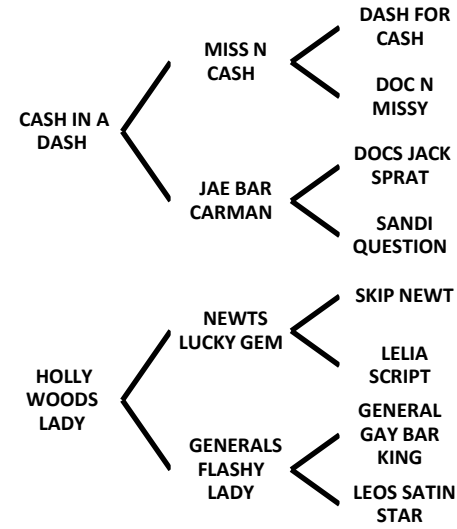 CASH IN A
DASH
MISS N
CASH
DASH FOR
CASH
DOC N
MISSY
JAE BAR
CARMAN
DOCS JACK
SPRAT
SANDI
QUESTION
HOLLY
WOODS
LADY
NEWTS
LUCKY GEM
SKIP NEWT
LELIA
SCRIPT
GENERALS
FLASHY
LADY
GENERAL
GAY BAR
KING
LEOS SATIN
STAR